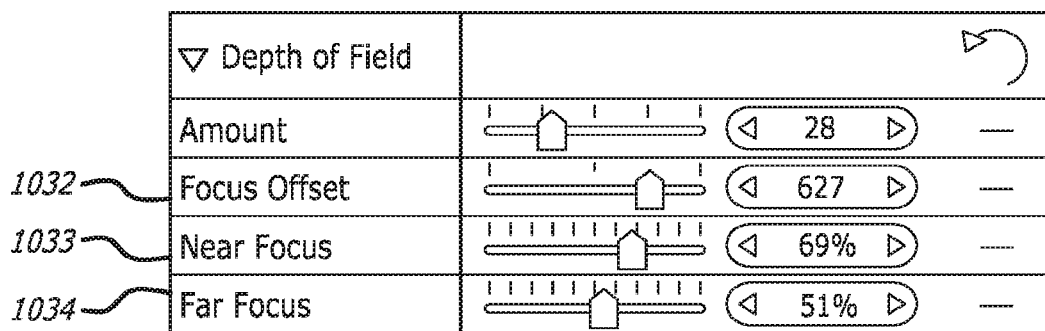 Depth of Field
Amount 28
1032 Focus Offset 627
1033 Near Focus 69%
1034 Far Focus 51%